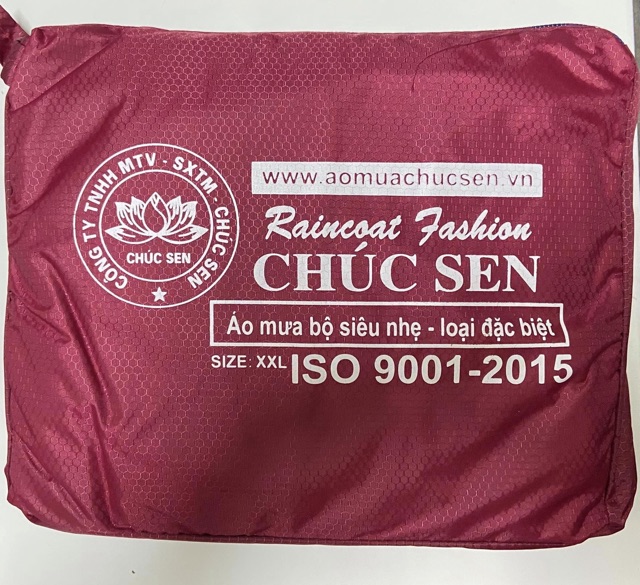 CÔNG TY TNHH MTV - SXTM - CHÚC SEN
CHÚC SEN
www.aomuachucsen.vn
Raincoat Fashion
CHÚC SEN
Áo mưa bộ siêu nhẹ - loại đặc biệt
SIZE: XXL ISO 9001-2015